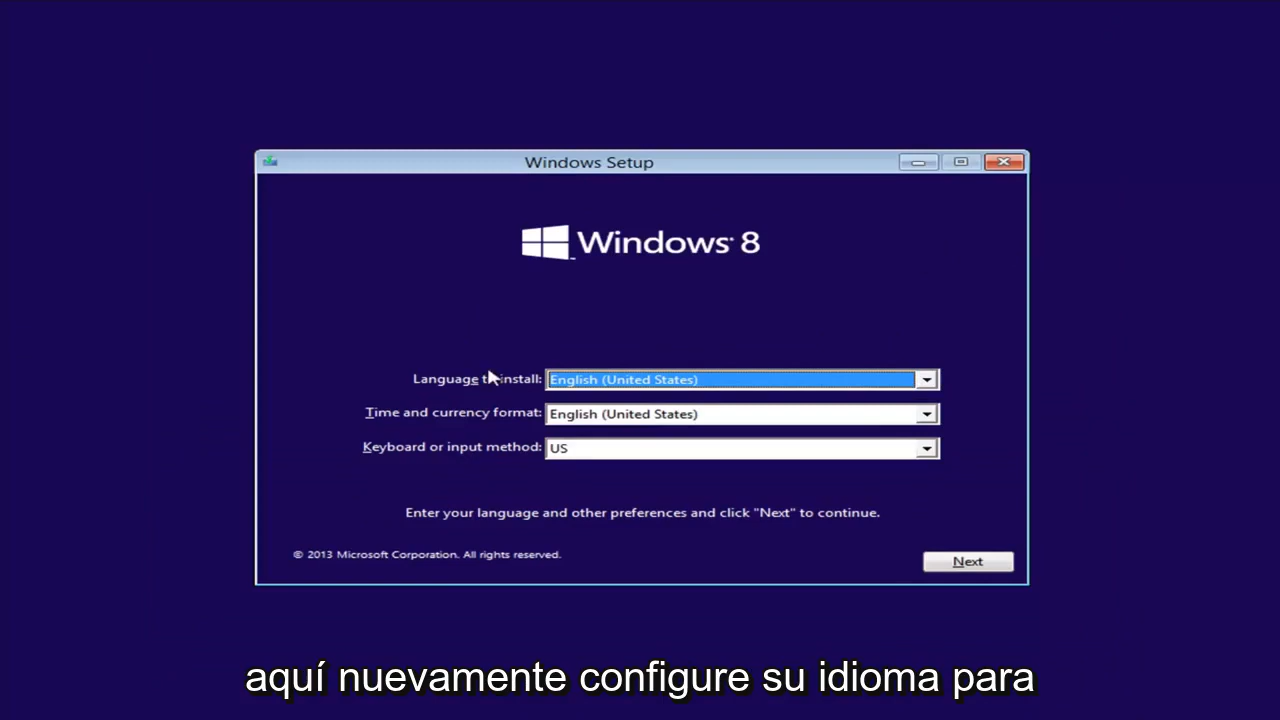 Windows Setup
Windows 8
Language to install: English (United States)
Time and currency format: English (United States)
Keyboard or input method: US
Enter your language and other preferences and click "Next" to continue.
© 2013 Microsoft Corporation. All rights reserved.
Next
aquí nuevamente configure su idioma para